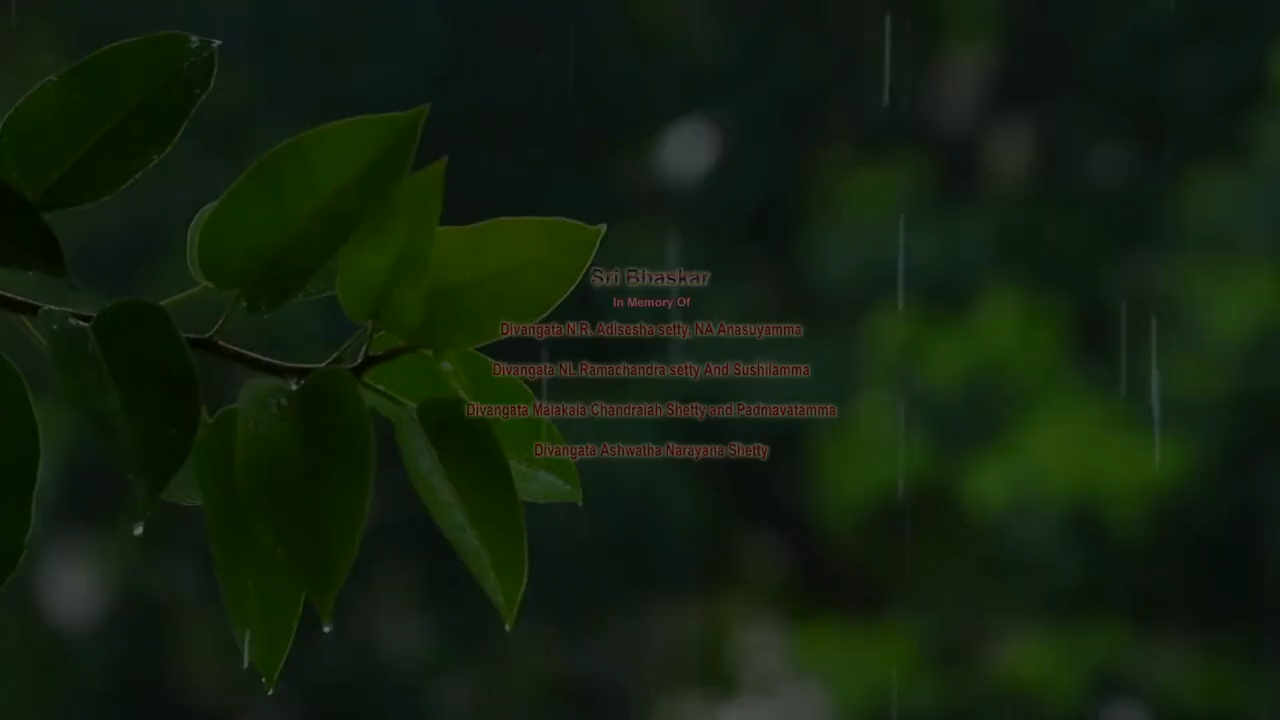 Sri Bhaskar
In Memory Of
Divangata N.R. Adisesha setty, NA Anasuyamma
Divangata NL Ramachandra setty And Sushilamma
Divangata Malakala Chandraiah Shetty and Padmavatamma
Divangata Ashwatha Narayana Shetty